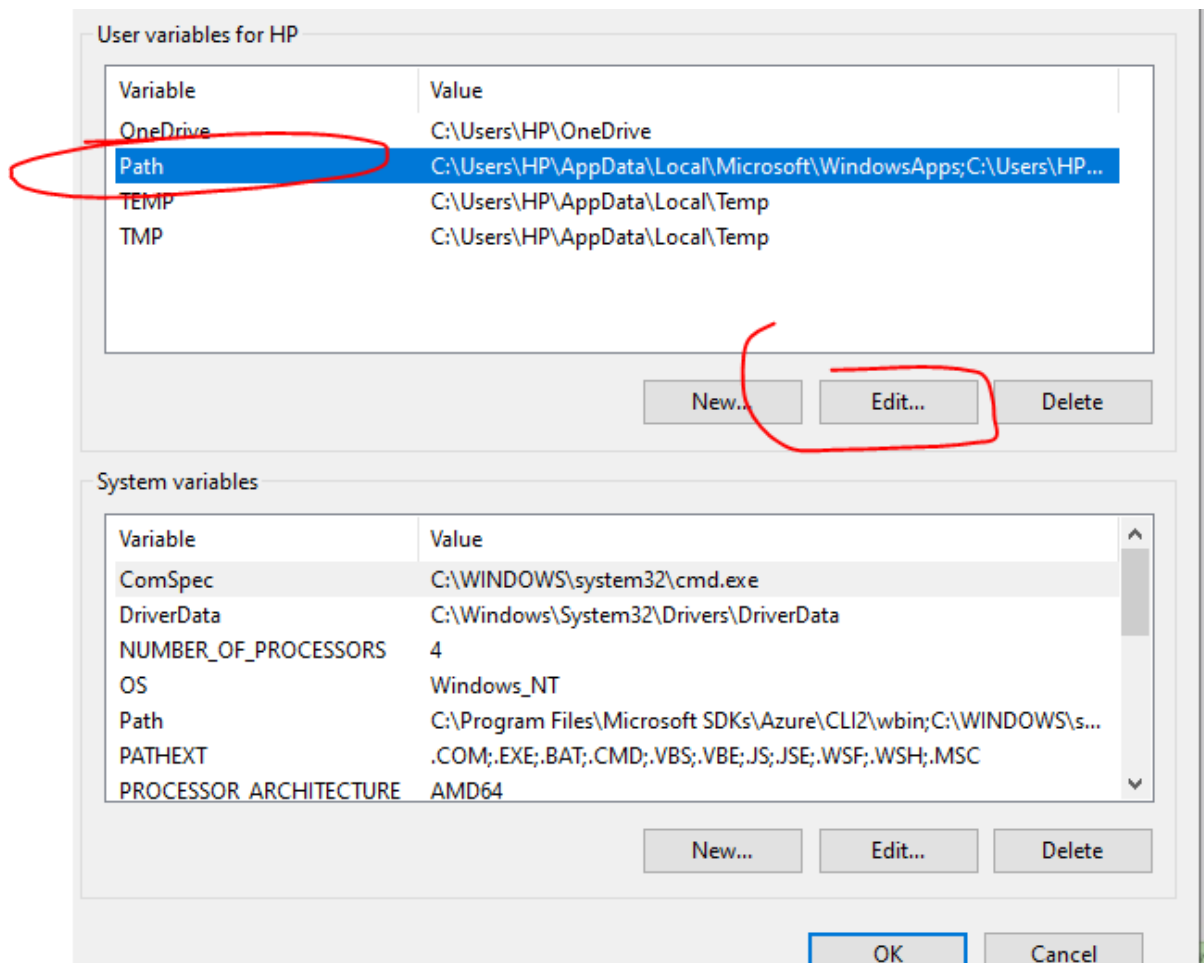 User variables for HP
Variable Value
OneDrive C:\Users\HP\OneDrive
Path C:\Users\HP\AppData\Local\Microsoft\WindowsApps;C:\Users\HP...
TEMP C:\Users\HP\AppData\Local\Temp
TMP C:\Users\HP\AppData\Local\Temp
New... Edit... Delete
System variables
Variable Value
ComSpec C:\WINDOWS\system32\cmd.exe
DriverData C:\Windows\System32\Drivers\DriverData
NUMBER_OF_PROCESSORS 4
OS Windows_NT
Path C:\Program Files\Microsoft SDKs\Azure\CLI2\wbin;C:\WINDOWS\s...
PATHEXT .COM;.EXE;.BAT;.CMD;.VBS;.VBE;.JS;.JSE;.WSF;.WSH;.MSC
PROCESSOR_ARCHITECTURE AMD64
New... Edit... Delete
OK Cancel